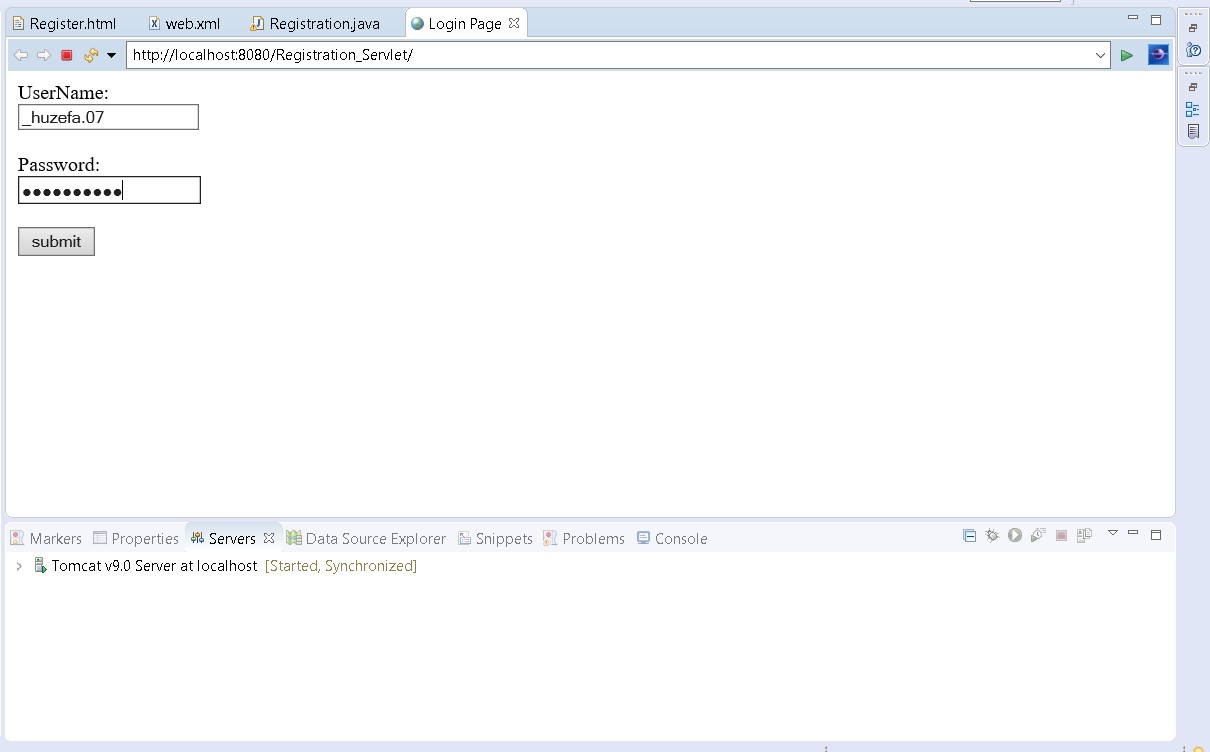 Register.html web.xml Registration.java Login Page
http://localhost:8080/Registration_Servlet/
UserName:
_huzefa.07
Password:
●●●●●●●●●●
submit
Markers Properties Servers Data Source Explorer Snippets Problems Console
Tomcat v9.0 Server at localhost [Started, Synchronized]